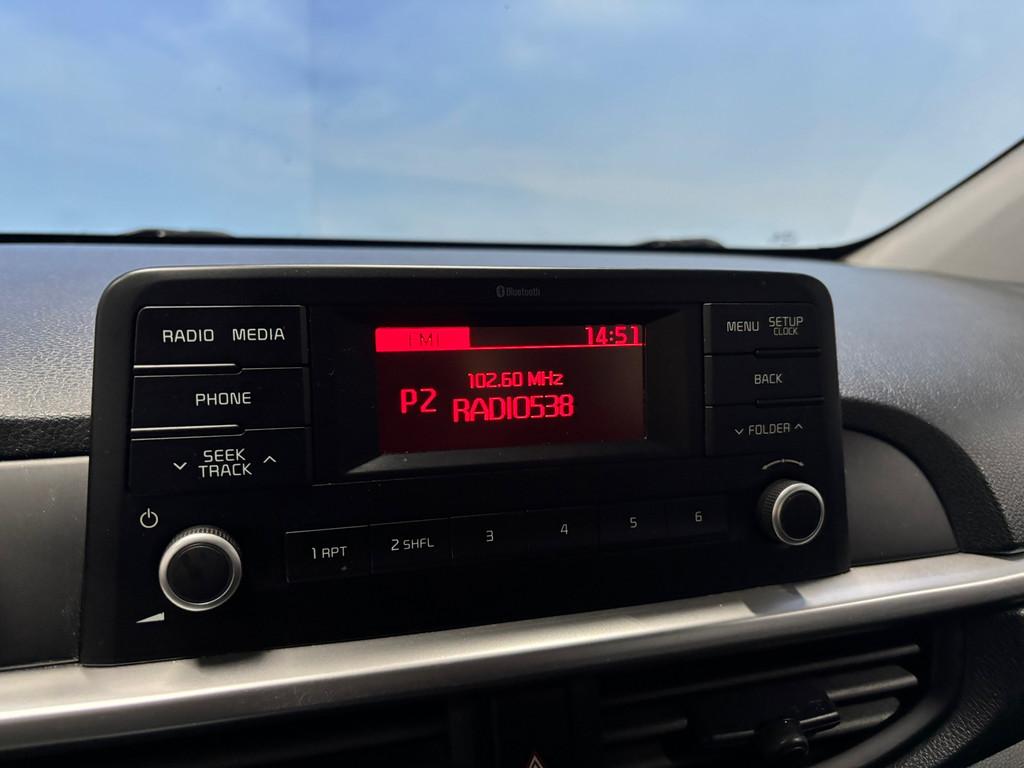 Bluetooth
RADIO MEDIA
PHONE
SEEK
TRACK
14:51
102.60 MHz
P2 RADIO538
MENU SETUP
CLOCK
BACK
FOLDER
1 RPT 2 SHFL 3 4 5 6